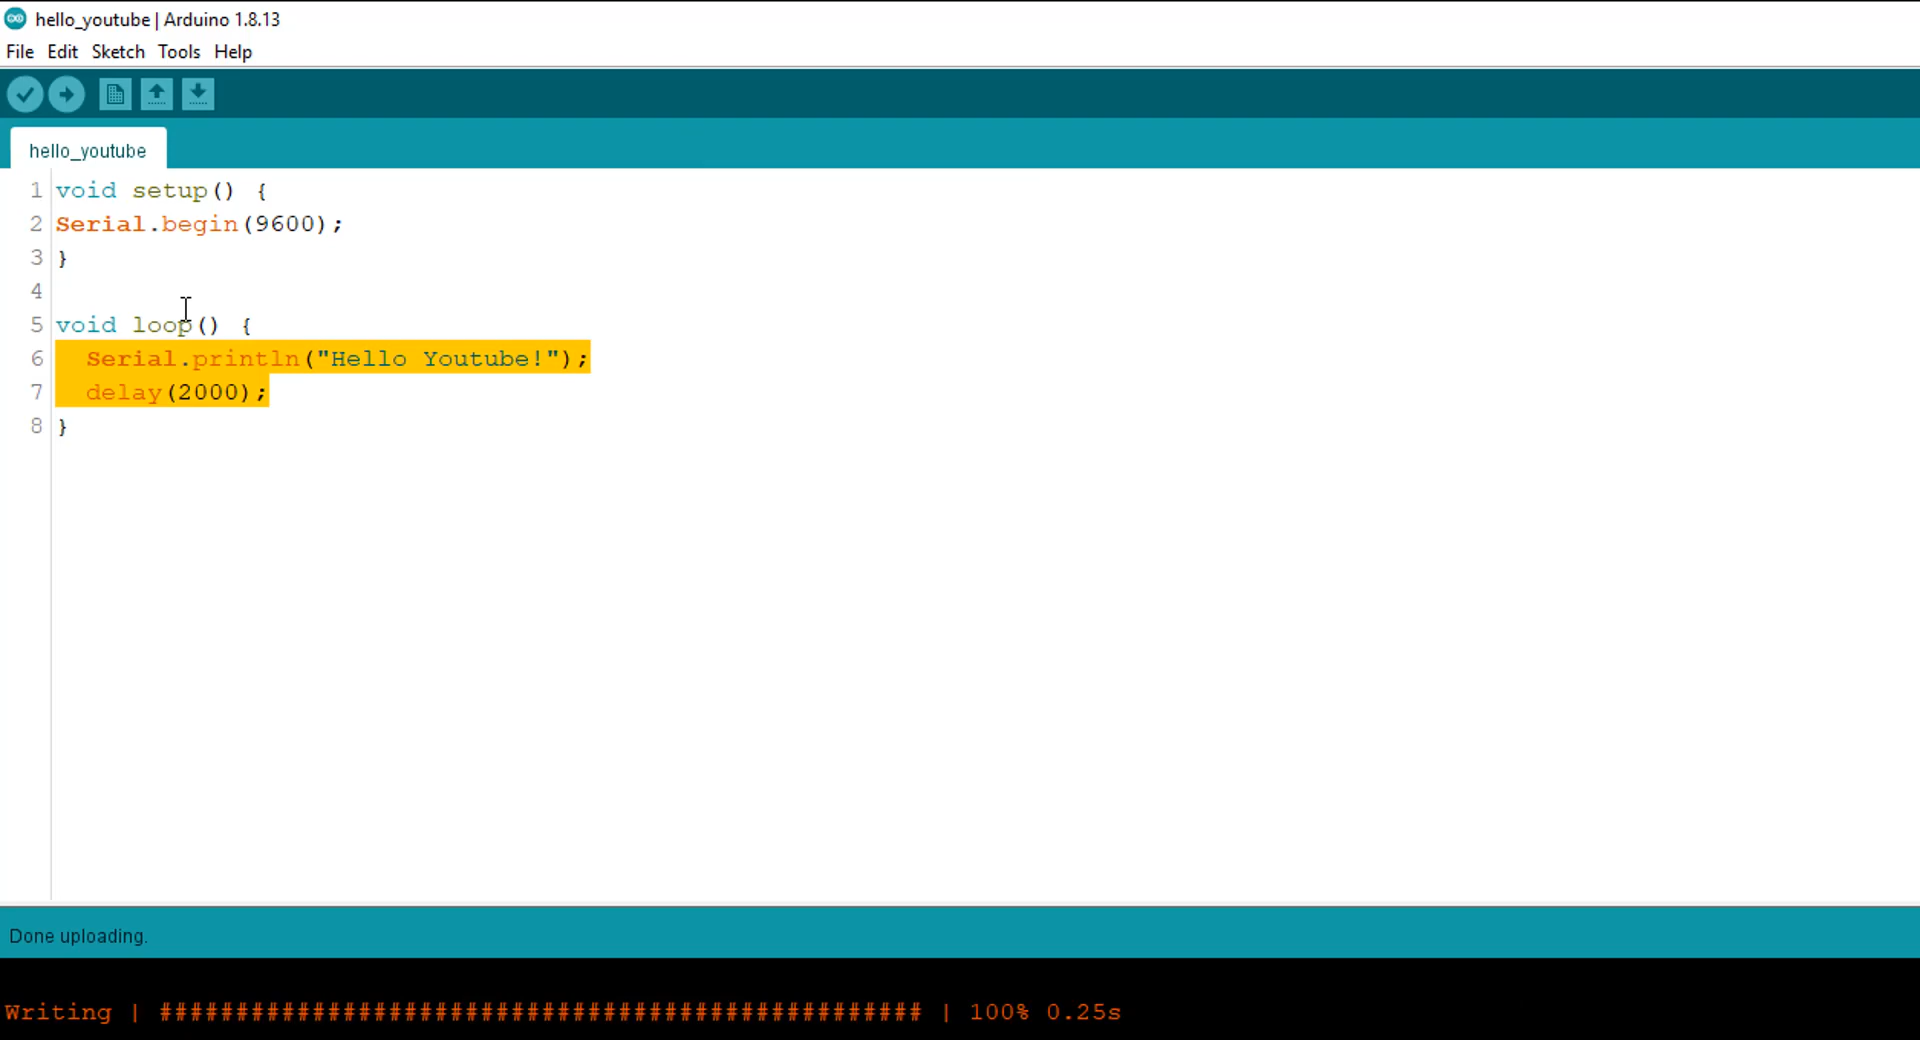 hello_youtube | Arduino 1.8.13
File Edit Sketch Tools Help
hello_youtube
1 void setup() {
2 Serial.begin(9600);
3 }
4
5 void loop() {
6 Serial.println("Hello Youtube!");
7 delay(2000);
8 }
Done uploading.
Writing | ################################################## | 100% 0.25s